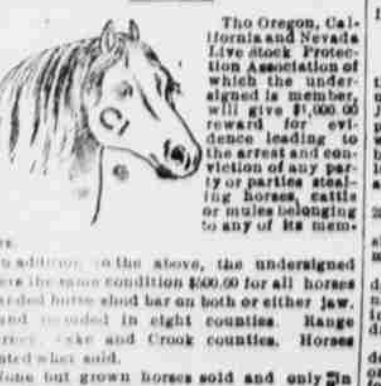 The Oregon, Cal-
ifornia and Nevada
Live Stock Protec-
tion Association of
which the under-
signed is member,
will give $1,000.00
reward for evi-
dence leading to
the arrest and con-
viction of any par-
ty or parties steal-
ing horses, cattle
or mules belonging
to any of its mem-
addition to the above, the undersigned
the same condition $500.00 for all horses
horse shoe bar on both or either jaw.
in eight counties. Range
and Crook counties. Horses
when sold.
None but grown horses sold and only in